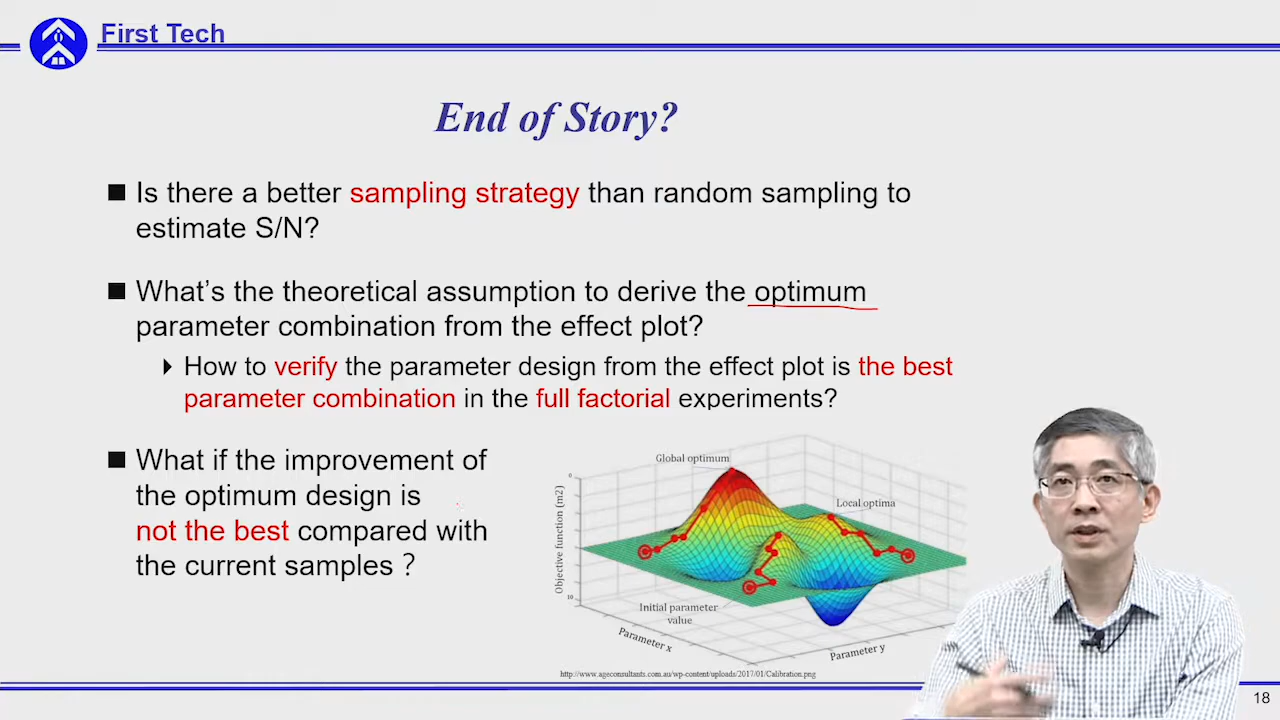 First Tech
End of Story?
Is there a better sampling strategy than random sampling to
estimate S/N?
What's the theoretical assumption to derive the optimum
parameter combination from the effect plot?
How to verify the parameter design from the effect plot is the best
parameter combination in the full factorial experiments?
What if the improvement of
the optimum design is
not the best compared with
the current samples ?
Global optimum
Local optima
Objective function (m2)
0
10
Initial parameter
value
Parameter x
Parameter y
http://www.ageconsultants.com.au/wp-content/uploads/2017/01/Calibration.png
18